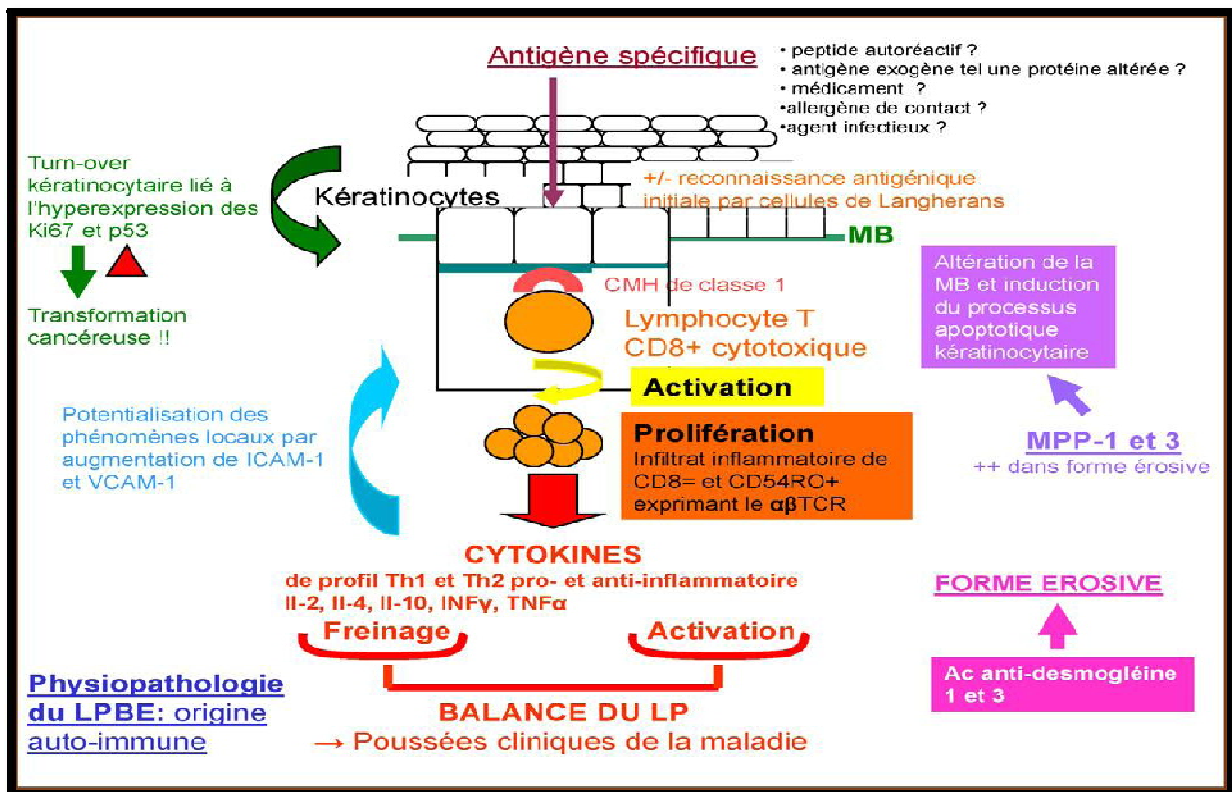 Antigène spécifique
• peptide autoréactif ?
• antigène exogène tel une protéine altérée ?
• médicament ?
•allergène de contact ?
•agent infectieux ?
Turn-over
kératinocytaire lié à
l'hyperexpression des
Ki67 et p53
Transformation
cancéreuse !!
Kératinocytes
+/- reconnaissance antigénique
initiale par cellules de Langherans
MB
CMH de classe 1
Lymphocyte T
CD8+ cytotoxique
Activation
Altération de la
MB et induction
du processus
apoptotique
kératinocytaire
MPP-1 et 3
++ dans forme érosive
Potentialisation des
phénomènes locaux par
augmentation de ICAM-1
et VCAM-1
Prolifération
Infiltrat inflammatoire de
CD8= et CD54RO+
exprimant le αβTCR
CYTOKINES
de profil Th1 et Th2 pro- et anti-inflammatoire
Il-2, Il-4, Il-10, INFγ, TNFα
Freinage
Activation
BALANCE DU LP
→ Poussées cliniques de la maladie
FORME EROSIVE
Ac anti-desmogléine
1 et 3
Physiopathologie
du LPBE: origine
auto-immune